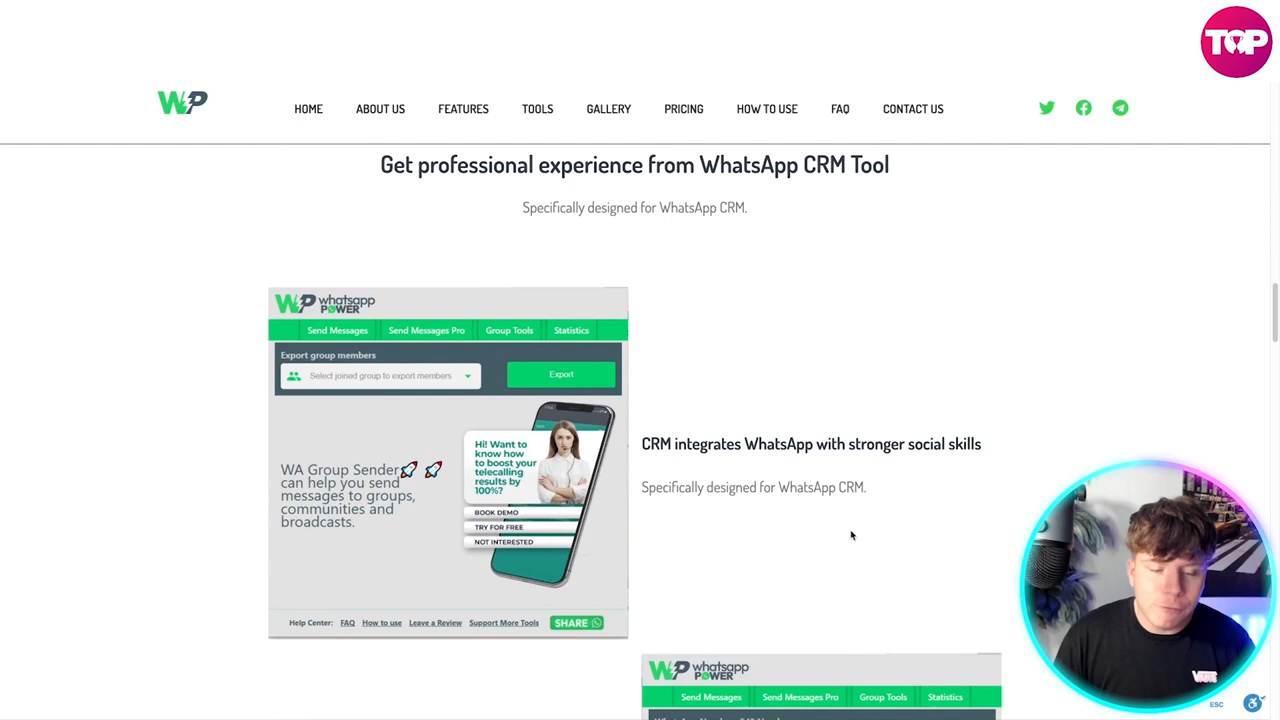 TOP
WP
HOME ABOUT US FEATURES TOOLS GALLERY PRICING HOW TO USE FAQ CONTACT US
Get professional experience from WhatsApp CRM Tool
Specifically designed for WhatsApp CRM.
WP whatsapp
POWER
Send Messages Send Messages Pro Group Tools Statistics
Export group members
Select joined group to export members Export
Hi! Want to
know how
to boost your
telecalling
results by
100%?
BOOK DEMO
TRY FOR FREE
NOT INTERESTED
WA Group Sender🚀 🚀
can help you send
messages to groups,
communities and
broadcasts.
Help Center: FAQ How to use Leave a Review Support More Tools SHARE
CRM integrates WhatsApp with stronger social skills
Specifically designed for WhatsApp CRM.
WP whatsapp
POWER
Send Messages Send Messages Pro Group Tools Statistics
VANS
ESC